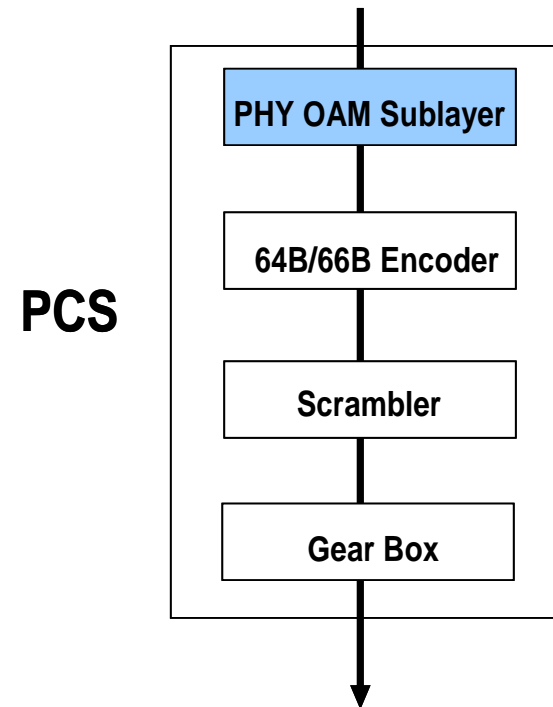 PHY OAM Sublayer
64B/66B Encoder
PCS
Scrambler
Gear Box